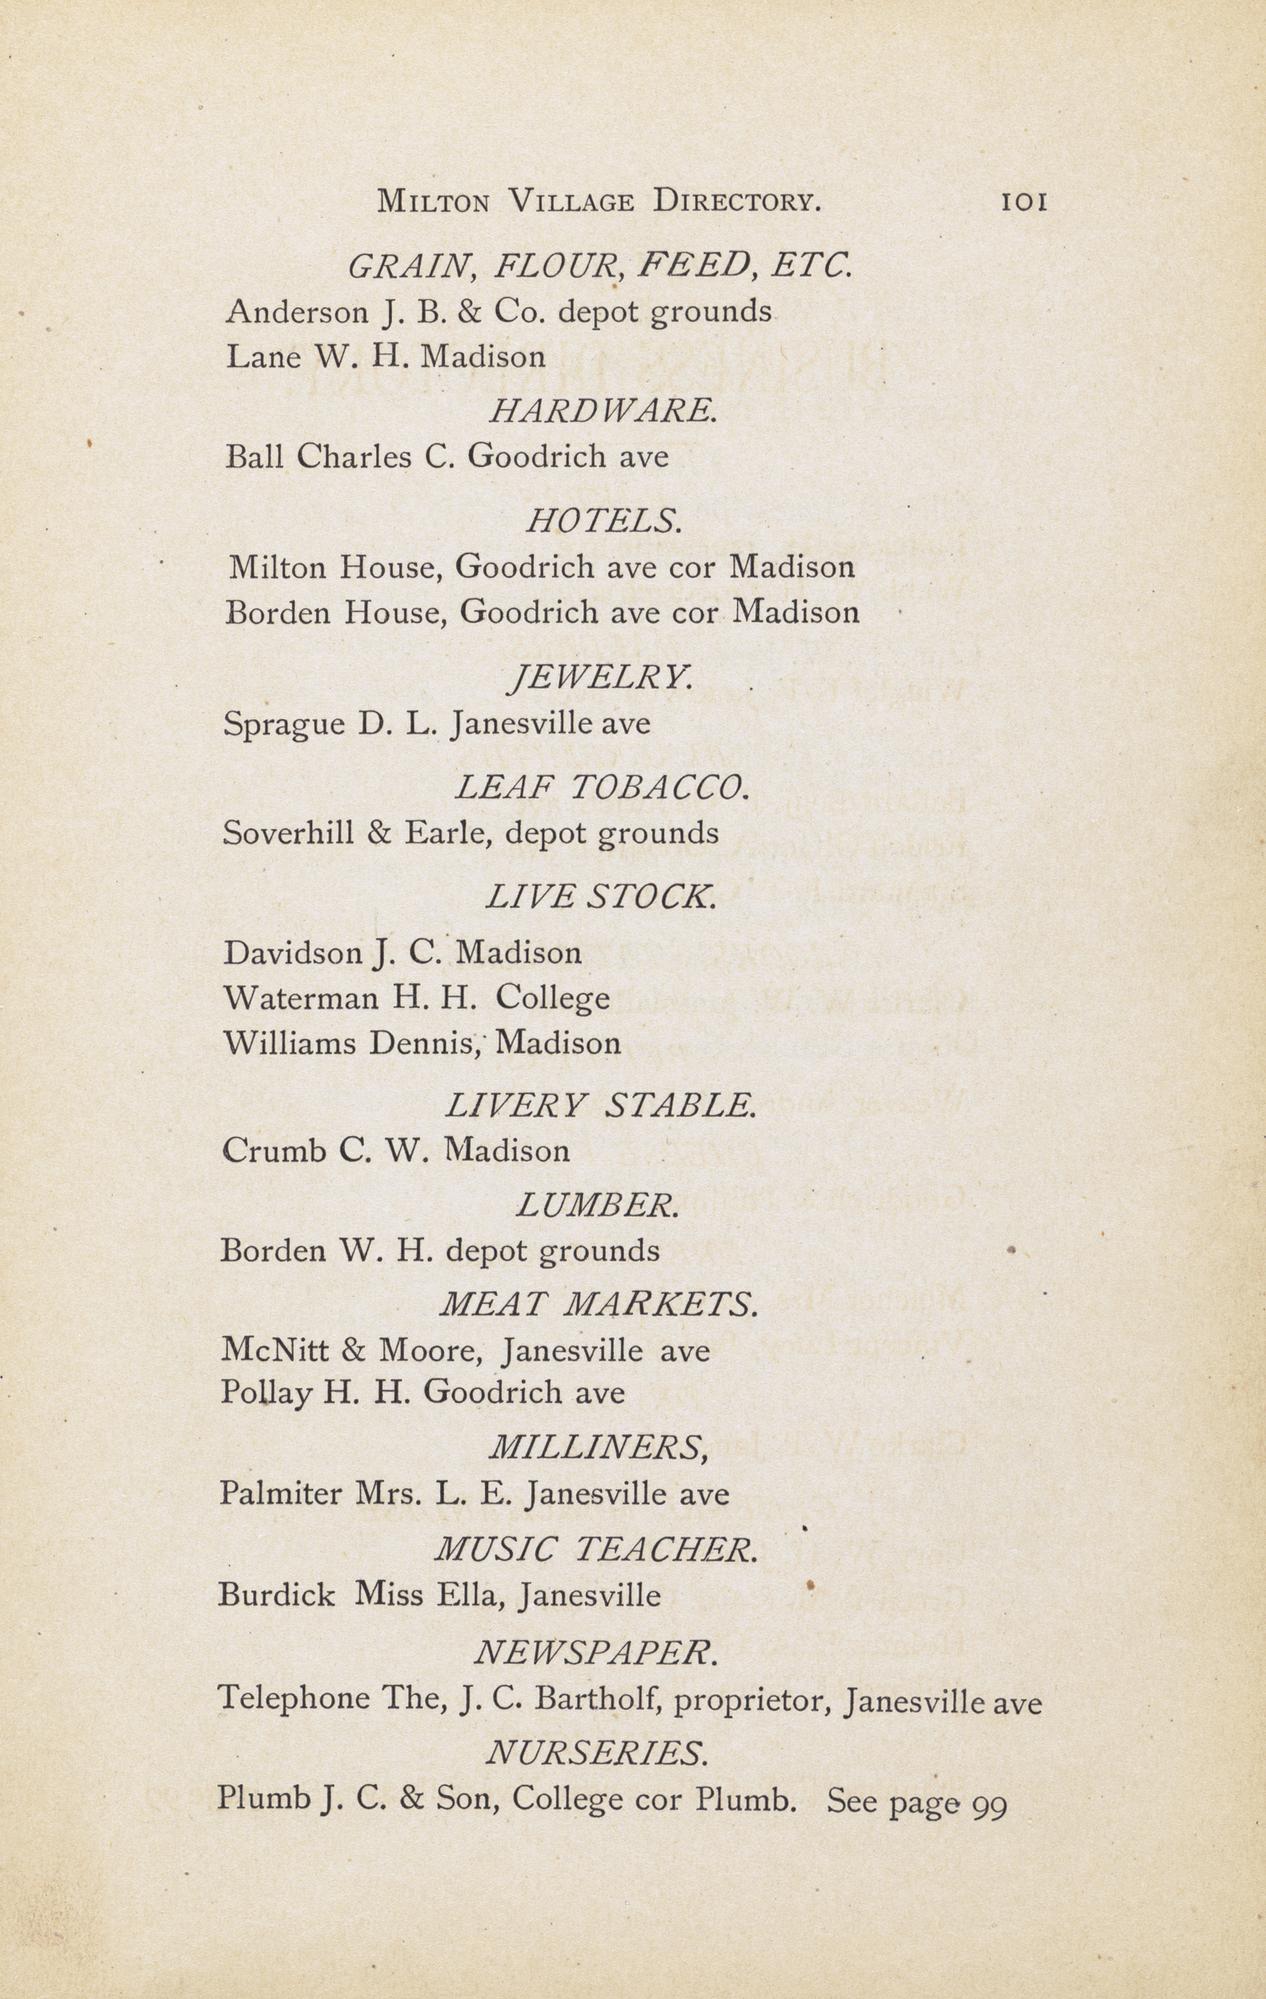 Milton Village Directory. 101
GRAIN, FLOUR, FEED, ETC.
Anderson J. B. & Co. depot grounds
Lane W. H. Madison
HARDWARE.
Ball Charles C. Goodrich ave
HOTELS.
Milton House, Goodrich ave cor Madison
Borden House, Goodrich ave cor Madison
JEWELRY.
Sprague D. L. Janesville ave
LEAF TOBACCO.
Soverhill & Earle, depot grounds
LIVE STOCK.
Davidson J. C. Madison
Waterman H. H. College
Williams Dennis, Madison
LIVERY STABLE.
Crumb C. W. Madison
LUMBER.
Borden W. H. depot grounds
MEAT MARKETS.
McNitt & Moore, Janesville ave
Pollay H. H. Goodrich ave
MILLINERS,
Palmiter Mrs. L. E. Janesville ave
MUSIC TEACHER.
Burdick Miss Ella, Janesville
NEWSPAPER.
Telephone The, J. C. Bartholf, proprietor, Janesville ave
NURSERIES.
Plumb J. C. & Son, College cor Plumb. See page 99